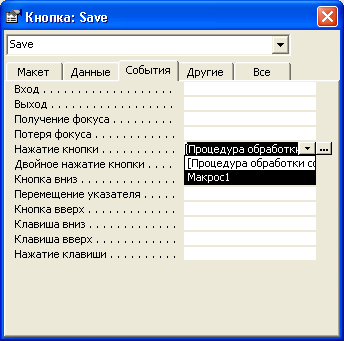 Кнопка: Save
Save
Макет Данные События Другие Все
Вход . . . . . . . . . . . . . . . . . . . .
Выход . . . . . . . . . . . . . . . . . . .
Получение фокуса . . . . . . . . . . .
Потеря фокуса . . . . . . . . . . . . . .
Нажатие кнопки . . . . . . . . . . . . . [Процедура обработки ...
Двойное нажатие кнопки . . . . [Процедура обработки со
Кнопка вниз . . . . . . . . . . . . . . . . Макрос1
Перемещение указателя . . . . .
Кнопка вверх . . . . . . . . . . . . . .
Клавиша вниз . . . . . . . . . . . . . .
Клавиша вверх . . . . . . . . . . . . .
Нажатие клавиши . . . . . . . . . . .